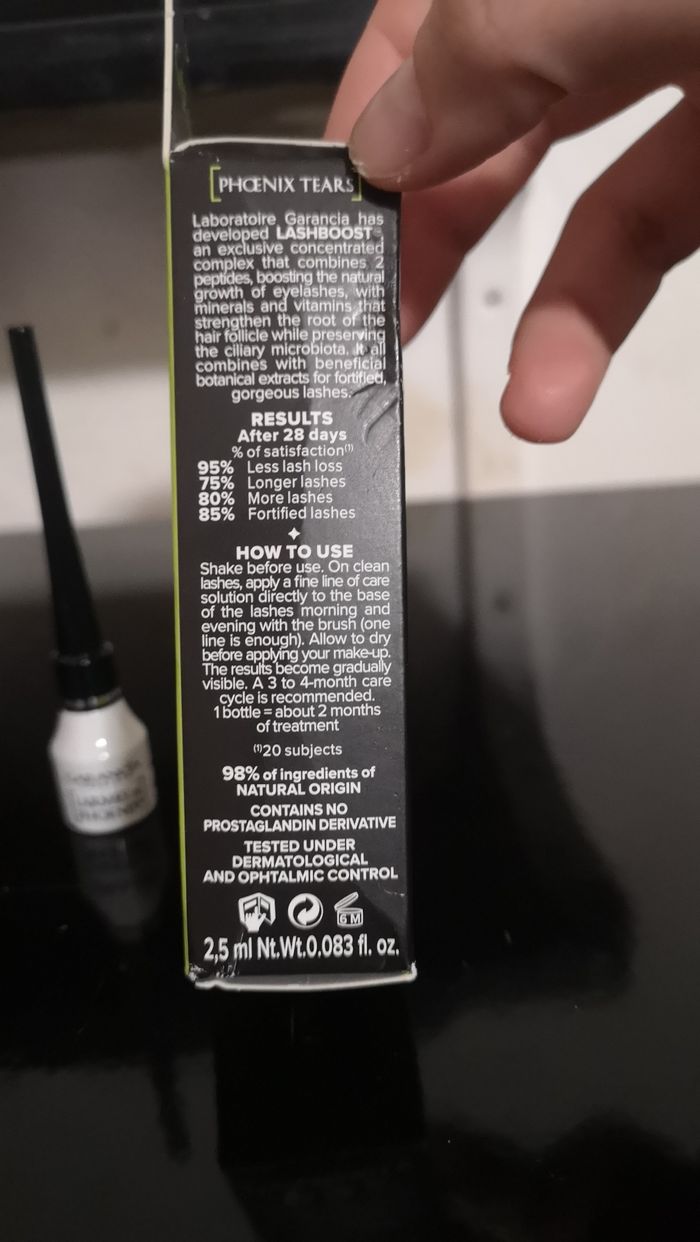 PHŒNIX TEARS
Laboratoire Garancia has
developed LASHBOOST®,
an exclusive concentrated
complex that combines 2
peptides, boosting the natural
growth of eyelashes, with
minerals and vitamins that
strengthen the root of the
hair follicle while preserving
the ciliary microbiota. It all
combines with beneficial
botanical extracts for fortified,
gorgeous lashes.
RESULTS
After 28 days
% of satisfaction(1)
95% Less lash loss
75% Longer lashes
80% More lashes
85% Fortified lashes
HOW TO USE
Shake before use. On clean
lashes, apply a fine line of care
solution directly to the base
of the lashes morning and
evening with the brush (one
line is enough). Allow to dry
before applying your make-up.
The results become gradually
visible. A 3 to 4-month care
cycle is recommended.
1 bottle = about 2 months
of treatment
(1)20 subjects
98% of ingredients of
NATURAL ORIGIN
CONTAINS NO
PROSTAGLANDIN DERIVATIVE
TESTED UNDER
DERMATOLOGICAL
AND OPHTALMIC CONTROL
6 M
2,5 ml Nt.Wt.0.083 fl. oz.